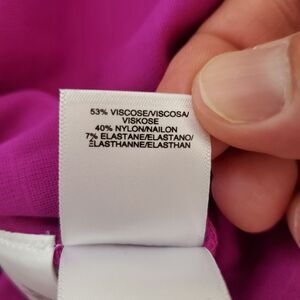 53% VISCOSE/VISCOSA/
VISKOSE
40% NYLON/NAILON
7% ELASTANE/ELASTANO/
ÉLASTHANNE/ELASTHAN